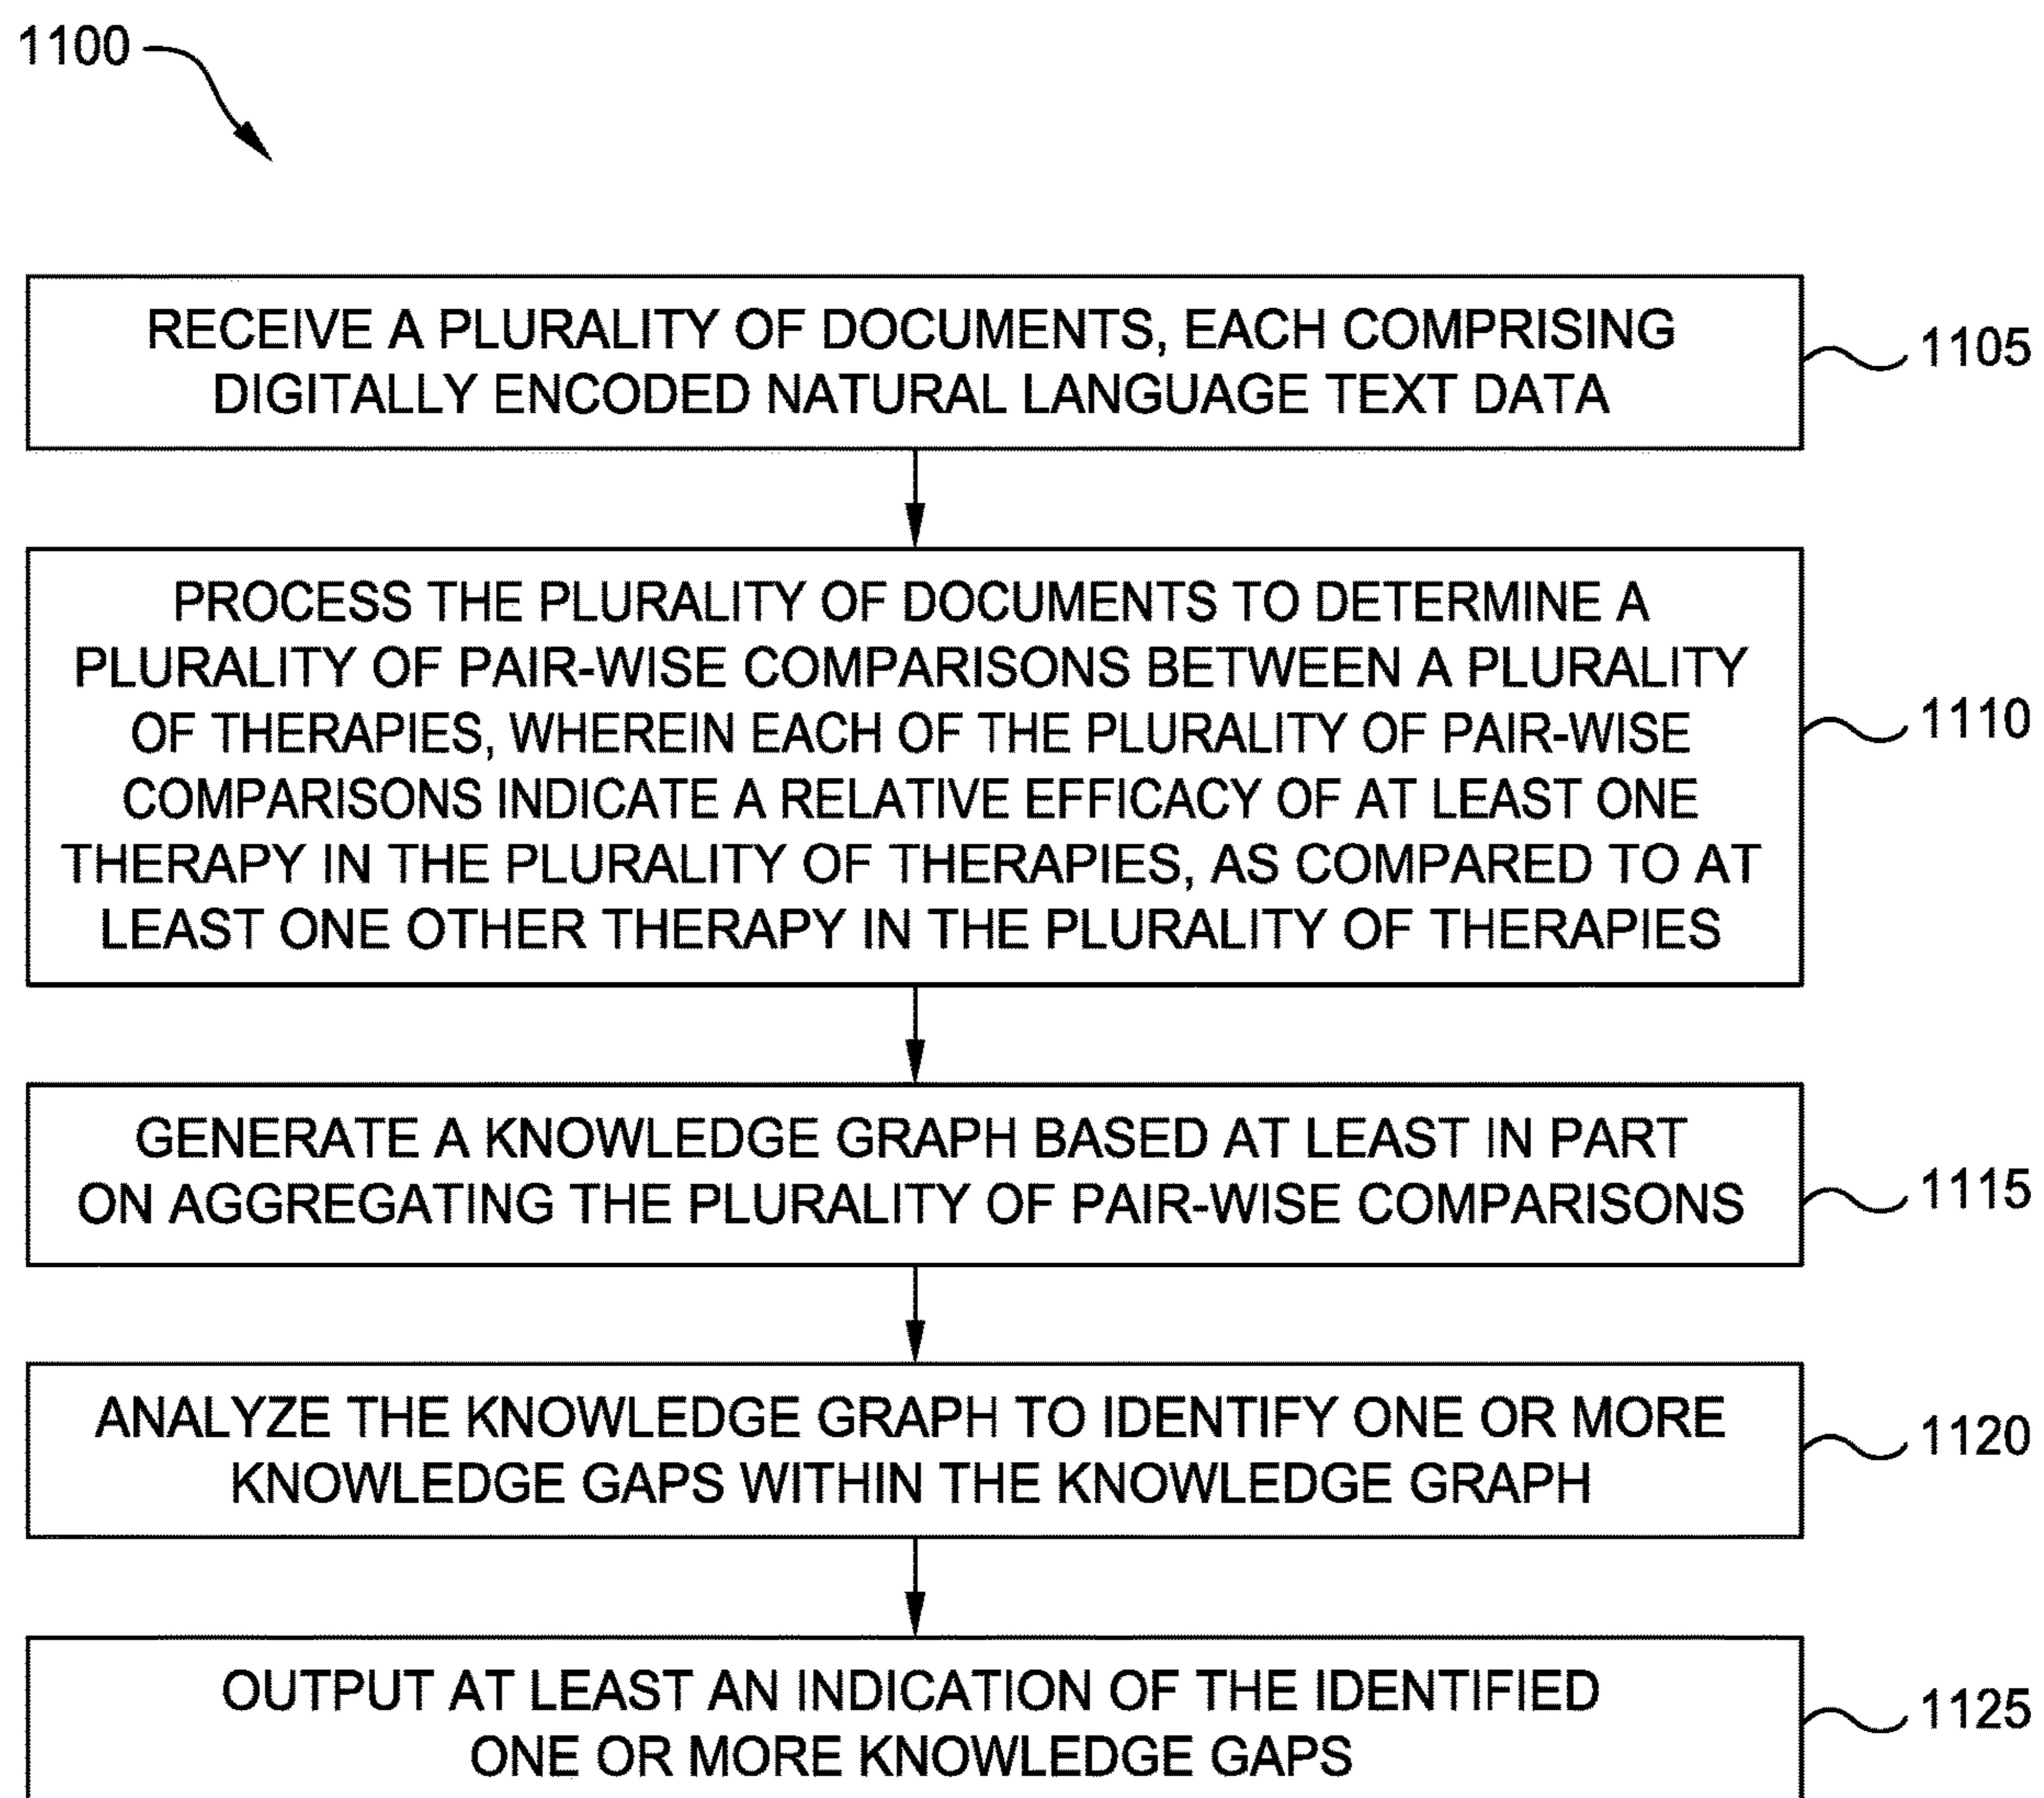 1100
RECEIVE A PLURALITY OF DOCUMENTS, EACH COMPRISING
DIGITALLY ENCODED NATURAL LANGUAGE TEXT DATA
1105
PROCESS THE PLURALITY OF DOCUMENTS TO DETERMINE A
PLURALITY OF PAIR-WISE COMPARISONS BETWEEN A PLURALITY
OF THERAPIES, WHEREIN EACH OF THE PLURALITY OF PAIR-WISE
COMPARISONS INDICATE A RELATIVE EFFICACY OF AT LEAST ONE
THERAPY IN THE PLURALITY OF THERAPIES, AS COMPARED TO AT
LEAST ONE OTHER THERAPY IN THE PLURALITY OF THERAPIES
1110
GENERATE A KNOWLEDGE GRAPH BASED AT LEAST IN PART
ON AGGREGATING THE PLURALITY OF PAIR-WISE COMPARISONS
1115
ANALYZE THE KNOWLEDGE GRAPH TO IDENTIFY ONE OR MORE
KNOWLEDGE GAPS WITHIN THE KNOWLEDGE GRAPH
1120
OUTPUT AT LEAST AN INDICATION OF THE IDENTIFIED
ONE OR MORE KNOWLEDGE GAPS
1125